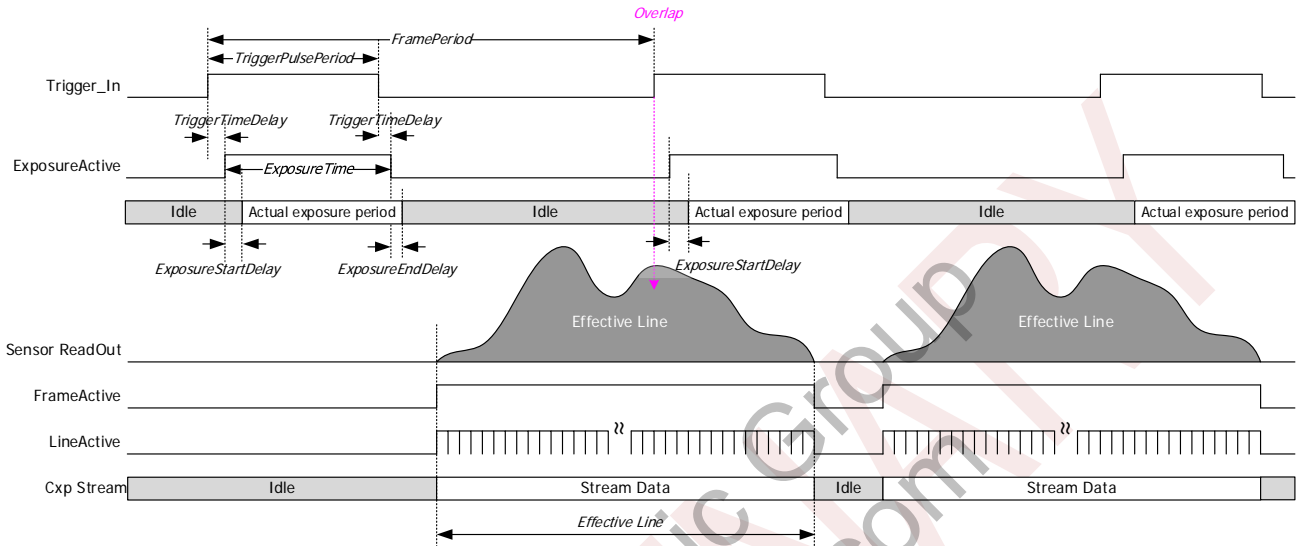 Overlap
FramePeriod
TriggerPulsePeriod
Trigger_In
TriggerTimeDelay TriggerTimeDelay
ExposureActive
ExposureTime
Idle Actual exposure period Idle Actual exposure period Idle Actual exposure period
ExposureStartDelay ExposureEndDelay ExposureStartDelay
Effective Line Effective Line
Sensor ReadOut
FrameActive
LineActive
≈ ≈
Cxp Stream Idle Stream Data Idle Stream Data
Effective Line
Group